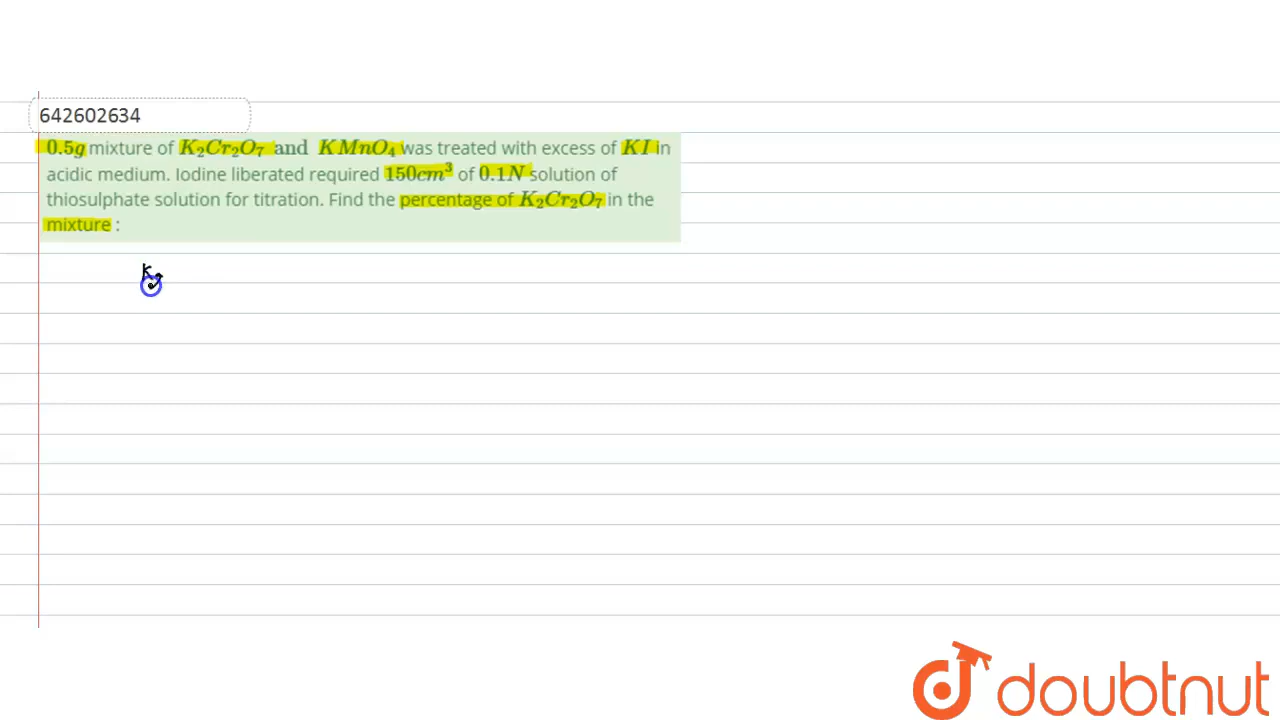 642602634
0.5g mixture of K₂Cr₂O₇ and KMnO₄ was treated with excess of KI in
acidic medium. Iodine liberated required 150cm³ of 0.1N solution of
thiosulphate solution for titration. Find the percentage of K₂Cr₂O₇ in the
mixture :
K₂
doubtnut